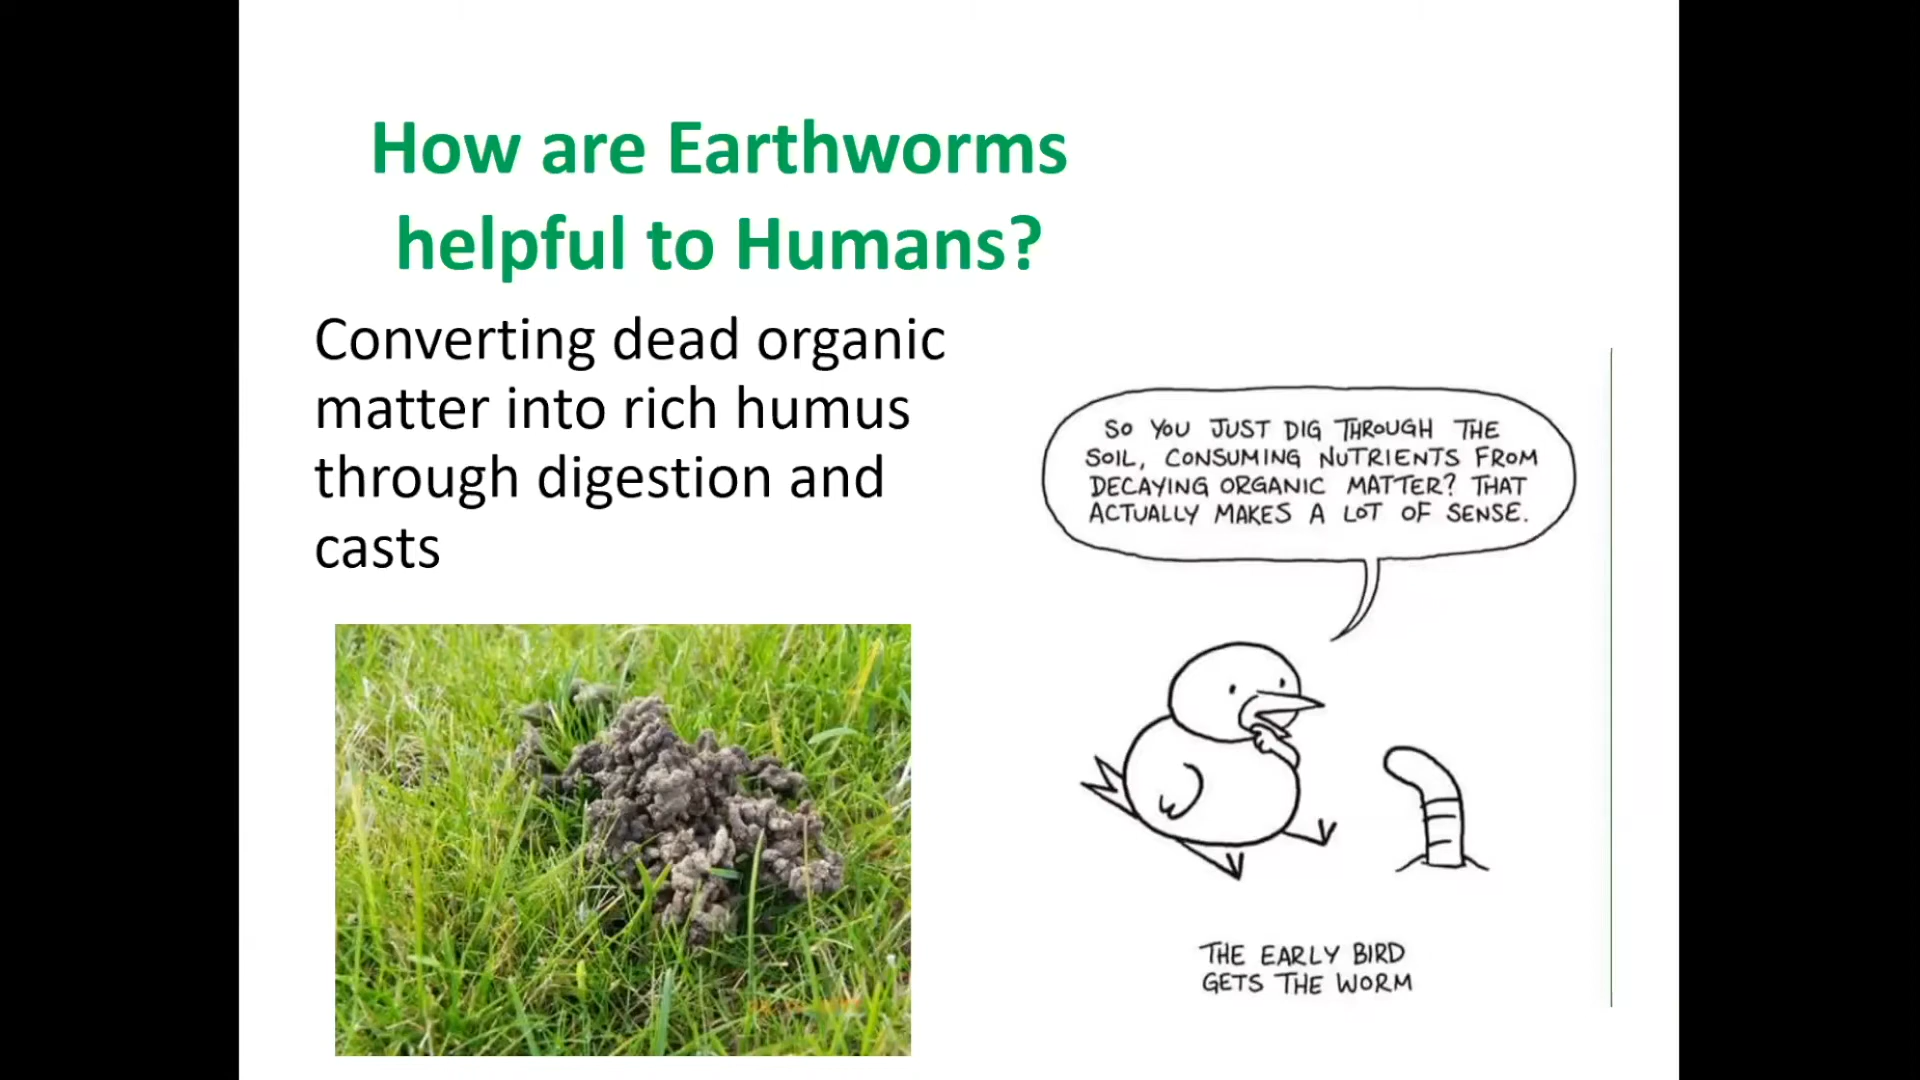 How are Earthworms
helpful to Humans?
Converting dead organic
matter into rich humus
through digestion and
casts
SO YOU JUST DIG THROUGH THE
SOIL, CONSUMING NUTRIENTS FROM
DECAYING ORGANIC MATTER? THAT
ACTUALLY MAKES A LOT OF SENSE.
THE EARLY BIRD
GETS THE WORM